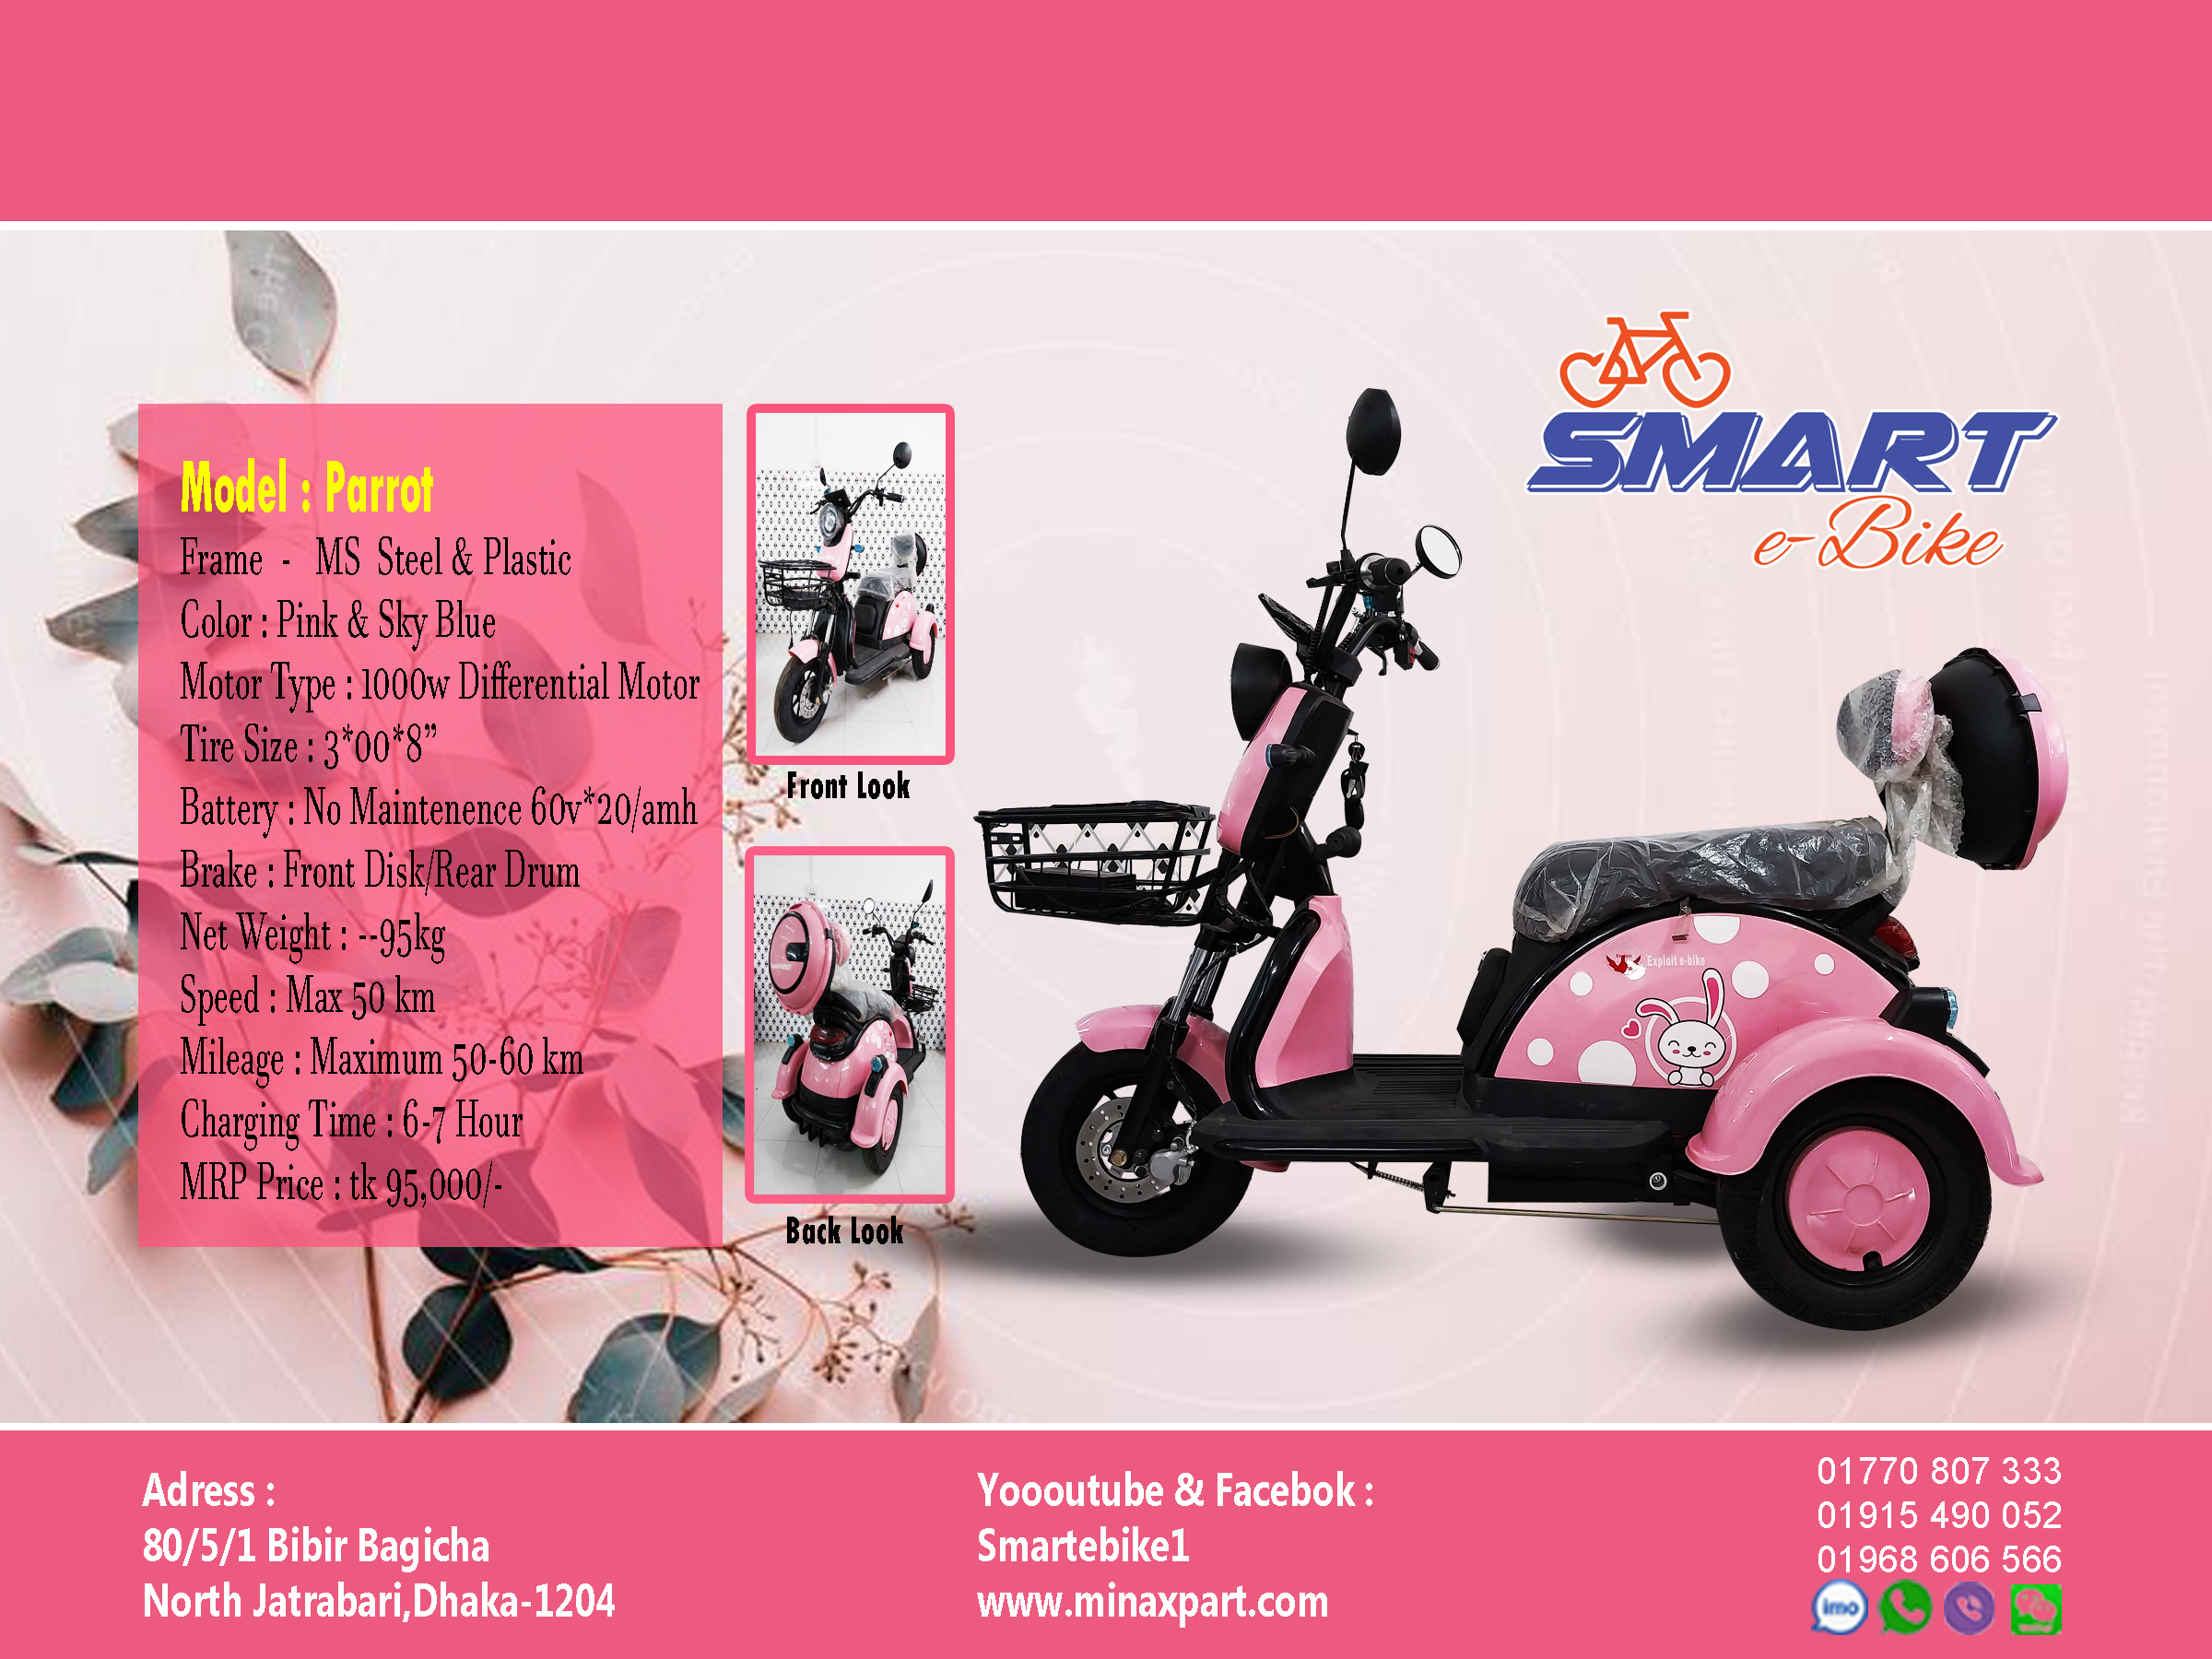 SMART
e-Bike
Model : Parrot
Frame - MS Steel & Plastic
Color : Pink & Sky Blue
Motor Type : 1000w Differential Motor
Tire Size : 3*00*8”
Battery : No Maintenence 60v*20/amh
Brake : Front Disk/Rear Drum
Net Weight : --95kg
Speed : Max 50 km
Mileage : Maximum 50-60 km
Charging Time : 6-7 Hour
MRP Price : tk 95,000/-
Front Look
Back Look
Exploit e-bike
Adress :
80/5/1 Bibir Bagicha
North Jatrabari,Dhaka-1204
Yoooutube & Facebok :
Smartebike1
www.minaxpart.com
01770 807 333
01915 490 052
01968 606 566
imo